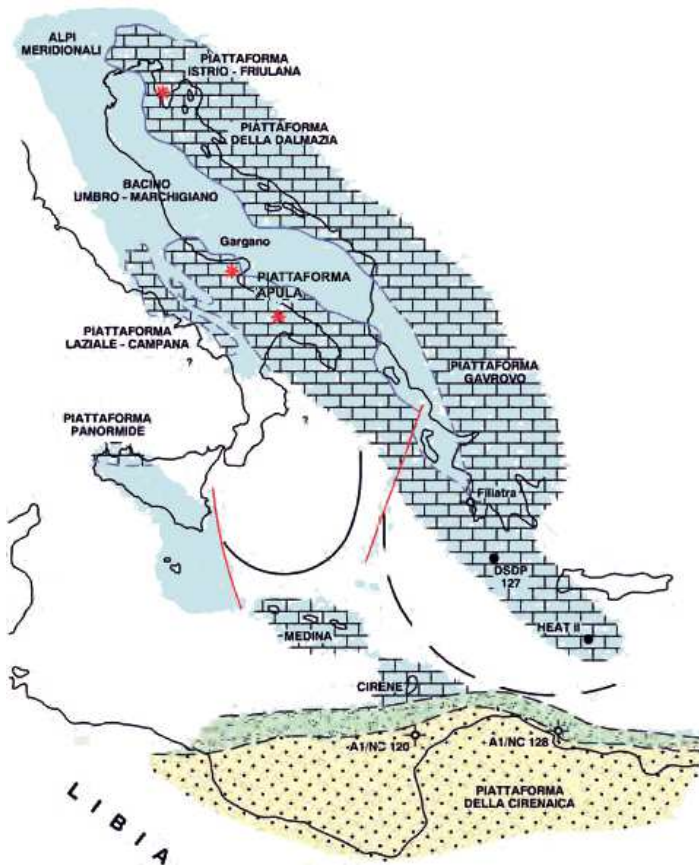 ALPI
MERIDIONALI
PIATTAFORMA
ISTRIO - FRIULANA
PIATTAFORMA
DELLA DALMAZIA
BACINO
UMBRO - MARCHIGIANO
Gargano
PIATTAFORMA
APULA
PIATTAFORMA
LAZIALE - CAMPANA
?
PIATTAFORMA
GAVROVO
PIATTAFORMA
PANORMIDE
?
Filiatra
DSDP
127
HEAT II
MEDINA
CIRENE
A1/NC 120
A1/NC 128
PIATTAFORMA
DELLA CIRENAICA
LIBIA